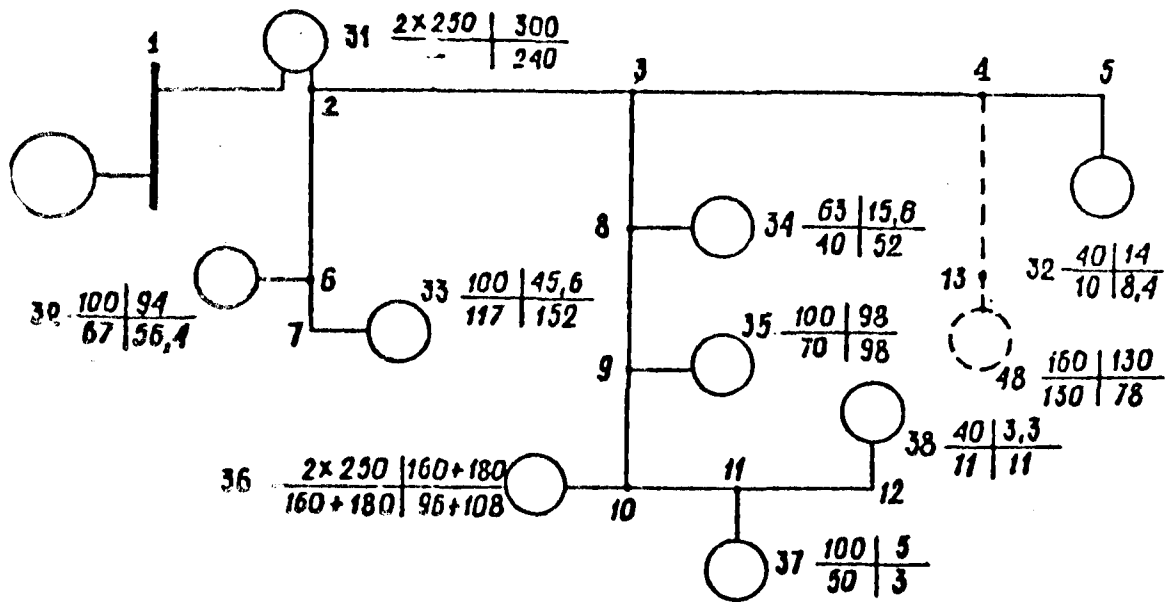 1
31 2×250 | 300
- | 240
2
3
4
5
8
34 63 | 15,6
40 | 52
13
32 40 | 14
10 | 8,4
6
100 | 94
67 | 56,4
7
33 100 | 45,6
117 | 152
35 100 | 98
70 | 98
9
48 160 | 130
130 | 78
38 40 | 3,3
11 | 11
36 2×250 | 160+180
160+180 | 96+108
10
11
12
37 100 | 5
50 | 3